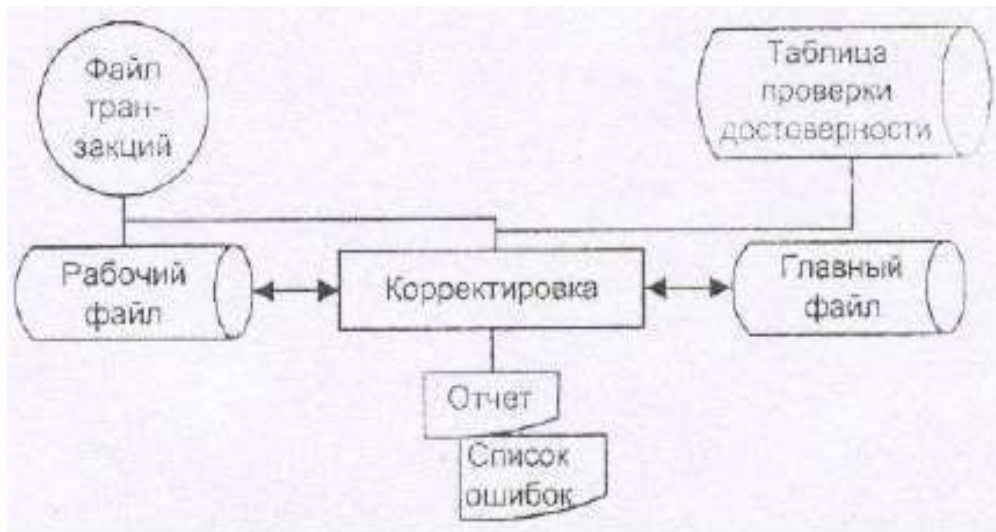 Файл
тран-
закций
Таблица
проверки
достоверности
Рабочий
файл
Корректировка
Главный
файл
Отчет
Список
ошибок